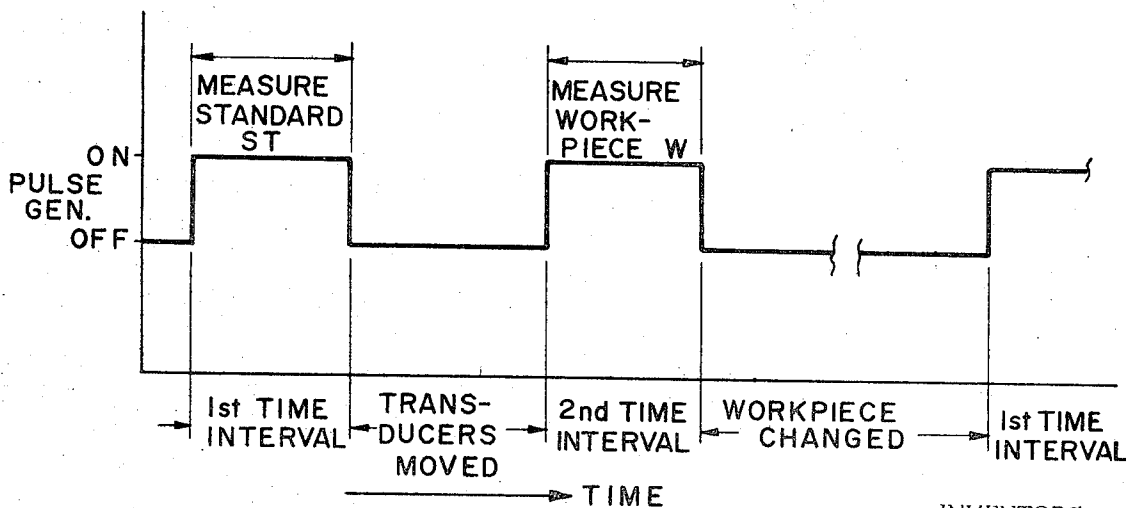 MEASURE
STANDARD
ST
MEASURE
WORK-
PIECE W
ON
PULSE
GEN.
OFF
1st TIME
INTERVAL
TRANS-
DUCERS
MOVED
2nd TIME
INTERVAL
WORKPIECE
CHANGED
1st TIME
INTERVAL
TIME